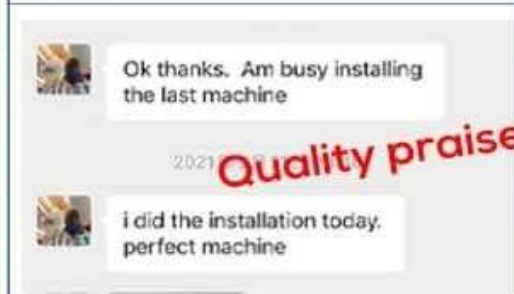 Ok thanks. Am busy installing
the last machine
2021
Quality praise
i did the installation today.
perfect machine